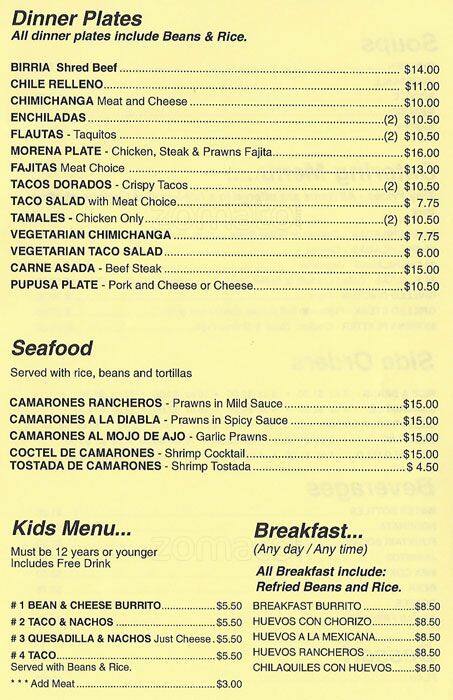 Dinner Plates
All dinner plates include Beans & Rice.
BIRRIA Shred Beef ........ $14.00
CHILE RELLENO ........ $11.00
CHIMICHANGA Meat and Cheese ........ $10.00
ENCHILADAS ........ (2) $10.50
FLAUTAS - Taquitos ........ (2) $10.50
MORENA PLATE - Chicken, Steak & Prawns Fajita ........ $16.00
FAJITAS Meat Choice ........ $13.00
TACOS DORADOS - Crispy Tacos ........ (2) $10.50
TACO SALAD with Meat Choice ........ $ 7.75
TAMALES - Chicken Only ........ (2) $10.50
VEGETARIAN CHIMICHANGA ........ $ 7.75
VEGETARIAN TACO SALAD ........ $ 6.00
CARNE ASADA - Beef Steak ........ $15.00
PUPUSA PLATE - Pork and Cheese or Cheese ........ $10.50
Seafood
Served with rice, beans and tortillas
CAMARONES RANCHEROS - Prawns in Mild Sauce ........ $15.00
CAMARONES A LA DIABLA - Prawns in Spicy Sauce ........ $15.00
CAMARONES AL MOJO DE AJO - Garlic Prawns ........ $15.00
COCTEL DE CAMARONES - Shrimp Cocktail ........ $15.00
TOSTADA DE CAMARONES - Shrimp Tostada ........ $ 4.50
Kids Menu...
Must be 12 years or younger
Includes Free Drink
# 1 BEAN & CHEESE BURRITO ........ $5.50
# 2 TACO & NACHOS ........ $5.50
# 3 QUESADILLA & NACHOS Just Cheese . $5.50
# 4 TACO ........ $5.50
Served with Beans & Rice.
* * * Add Meat ........ $3.00
Breakfast...
(Any day / Any time)
All Breakfast include:
Refried Beans and Rice.
BREAKFAST BURRITO ........ $8.50
HUEVOS CON CHORIZO ........ $8.50
HUEVOS A LA MEXICANA ........ $8.50
HUEVOS RANCHEROS ........ $8.50
CHILAQUILES CON HUEVOS ........ $8.50
zomato
Soups
Side Orders
Beverages